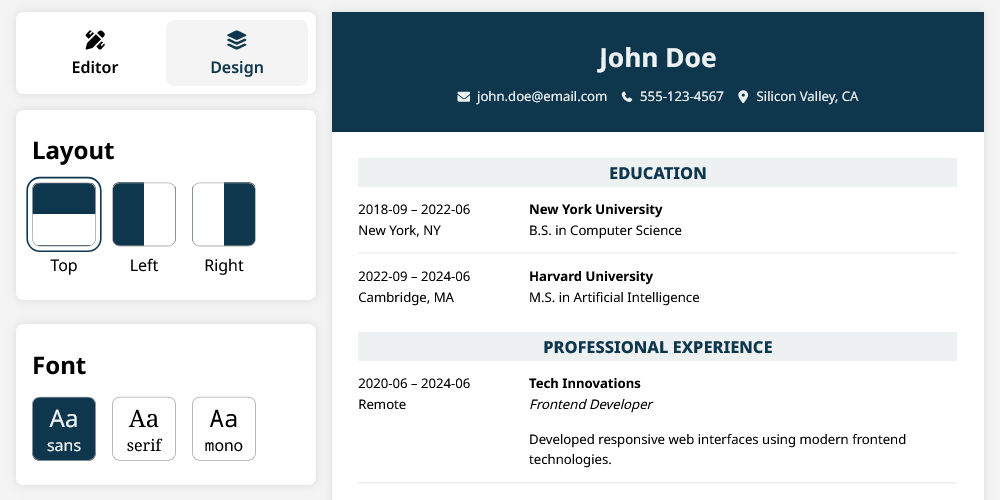 Editor
Design
Layout
Top
Left
Right
Font
Aa
sans
Aa
serif
Aa
mono
John Doe
john.doe@email.com 555-123-4567 Silicon Valley, CA
EDUCATION
2018-09 – 2022-06 New York University
New York, NY B.S. in Computer Science
2022-09 – 2024-06 Harvard University
Cambridge, MA M.S. in Artificial Intelligence
PROFESSIONAL EXPERIENCE
2020-06 – 2024-06 Tech Innovations
Remote Frontend Developer
Developed responsive web interfaces using modern frontend
technologies.